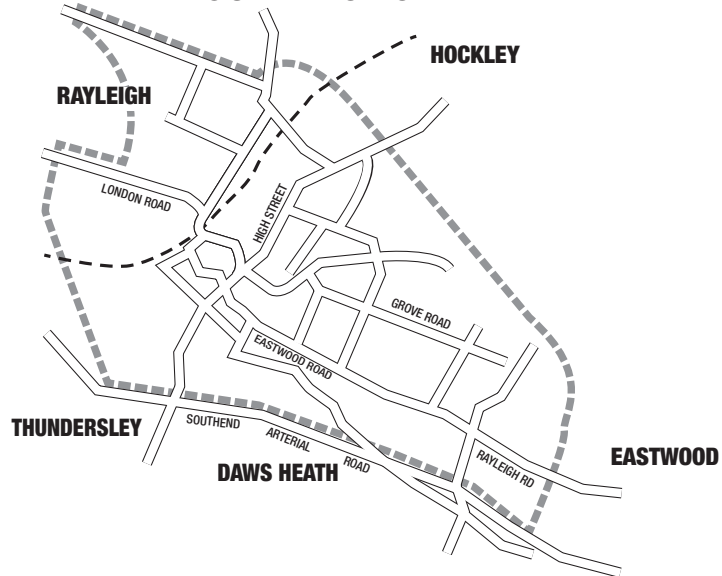 HOCKLEY
RAYLEIGH
LONDON ROAD
HIGH STREET
GROVE ROAD
EASTWOOD ROAD
THUNDERSLEY
SOUTHEND
ARTERIAL
ROAD
RAYLEIGH RD
EASTWOOD
DAWS HEATH